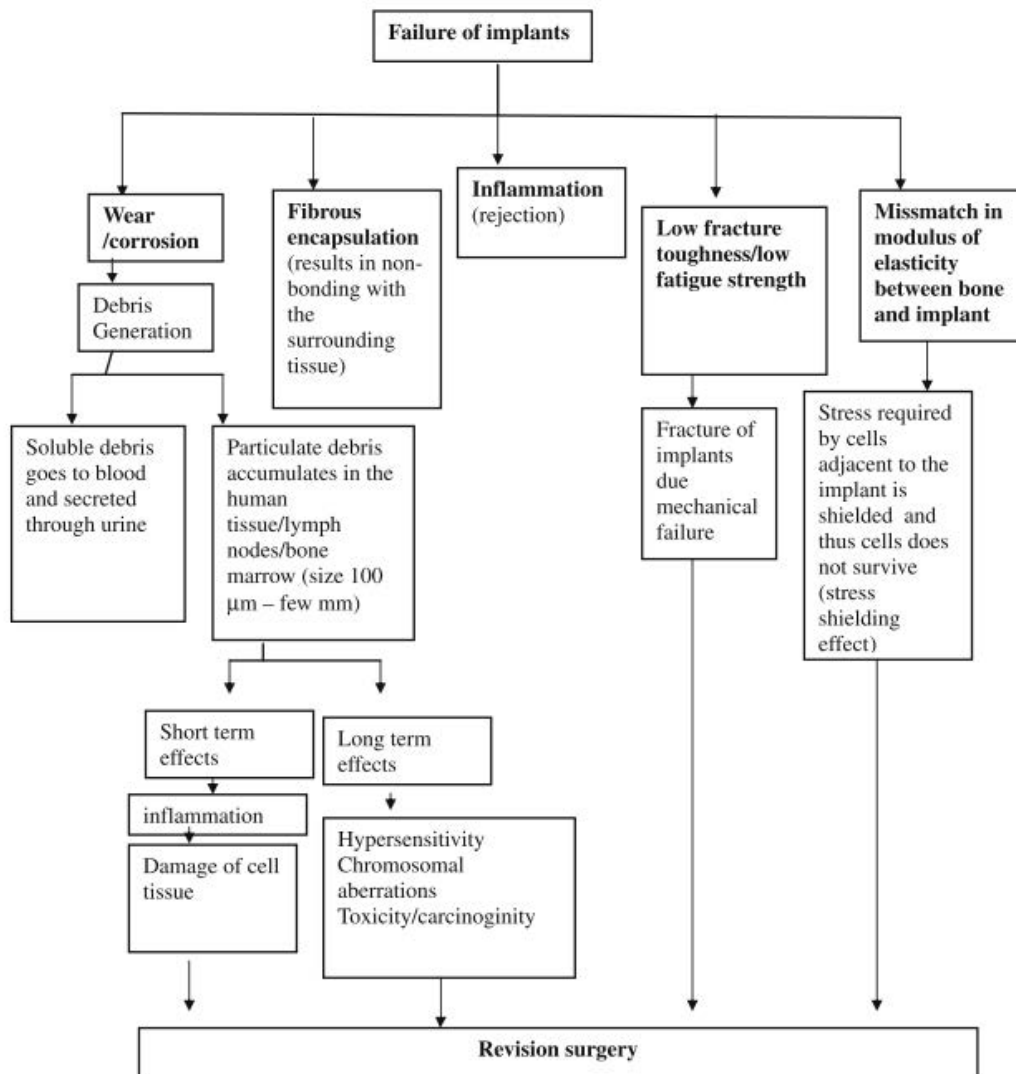 Failure of implants
Wear
/corrosion
Fibrous
encapsulation
(results in non-
bonding with
the
surrounding
tissue)
Inflammation
(rejection)
Low fracture
toughness/low
fatigue strength
Missmatch in
modulus of
elasticity
between bone
and implant
Debris
Generation
Soluble debris
goes to blood
and secreted
through urine
Particulate debris
accumulates in the
human
tissue/lymph
nodes/bone
marrow (size 100
μm – few mm)
Fracture of
implants
due
mechanical
failure
Stress required
by cells
adjacent to the
implant is
shielded and
thus cells does
not survive
(stress
shielding
effect)
Short term
effects
Long term
effects
inflammation
Damage of cell
tissue
Hypersensitivity
Chromosomal
aberrations
Toxicity/carcinoginity
Revision surgery